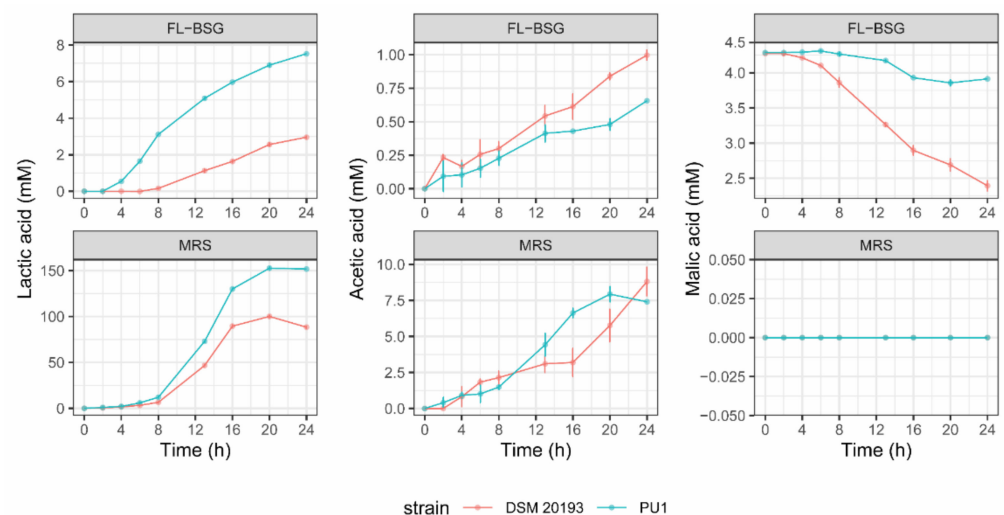 FL−BSG
FL−BSG
FL−BSG
8
6
4
2
0
1.00
0.75
0.50
0.25
0.00
4.5
4.0
3.5
3.0
2.5
0 4 8 12 16 20 24
0 4 8 12 16 20 24
0 4 8 12 16 20 24
Lactic acid (mM)
Acetic acid (mM)
Malic acid (mM)
MRS
MRS
MRS
150
100
50
0
10.0
7.5
5.0
2.5
0.0
0.050
0.025
0.000
−0.025
−0.050
0 4 8 12 16 20 24
0 4 8 12 16 20 24
0 4 8 12 16 20 24
Time (h)
Time (h)
Time (h)
strain DSM 20193 PU1